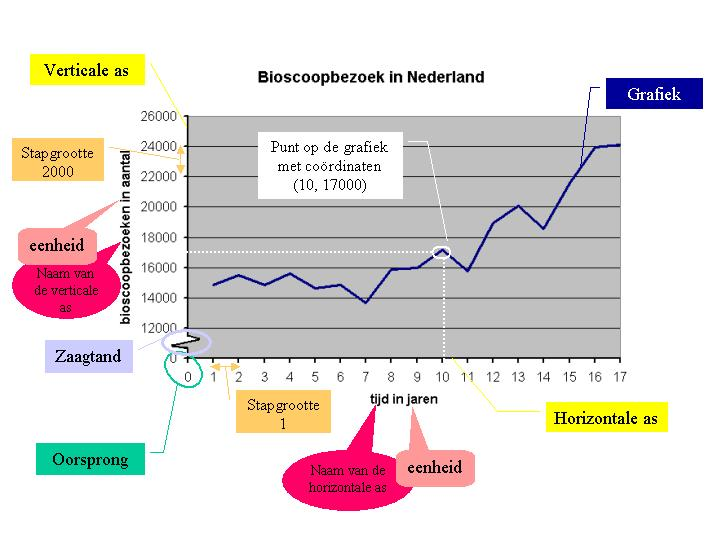 Verticale as
Bioscoopbezoek in Nederland
Grafiek
Stapgrootte
2000
bioscoopbezoeken in aantal
26000
24000
22000
20000
18000
16000
14000
12000
0
Punt op de grafiek
met coördinaten
(10, 17000)
eenheid
Naam van
de verticale
as
Zaagtand
0 1 2 3 4 5 6 7 8 9 10 11 12 13 14 15 16 17
tijd in jaren
Stapgrootte
1
Horizontale as
Oorsprong
Naam van de
horizontale as
eenheid